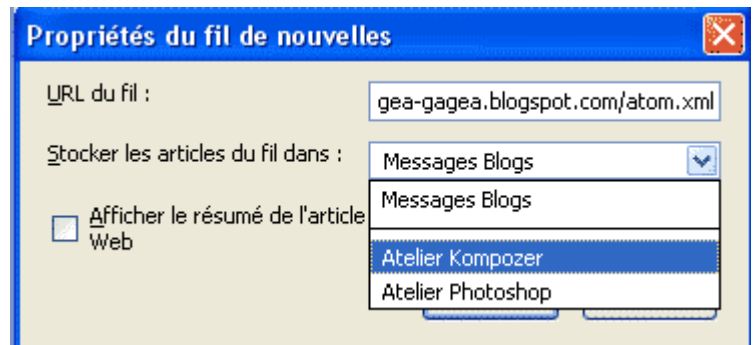 Propriétés du fil de nouvelles
URL du fil :
gea-gagea.blogspot.com/atom.xml
Stocker les articles du fil dans :
Messages Blogs
Messages Blogs
Afficher le résumé de l'article
Web
Atelier Kompozer
Atelier Photoshop